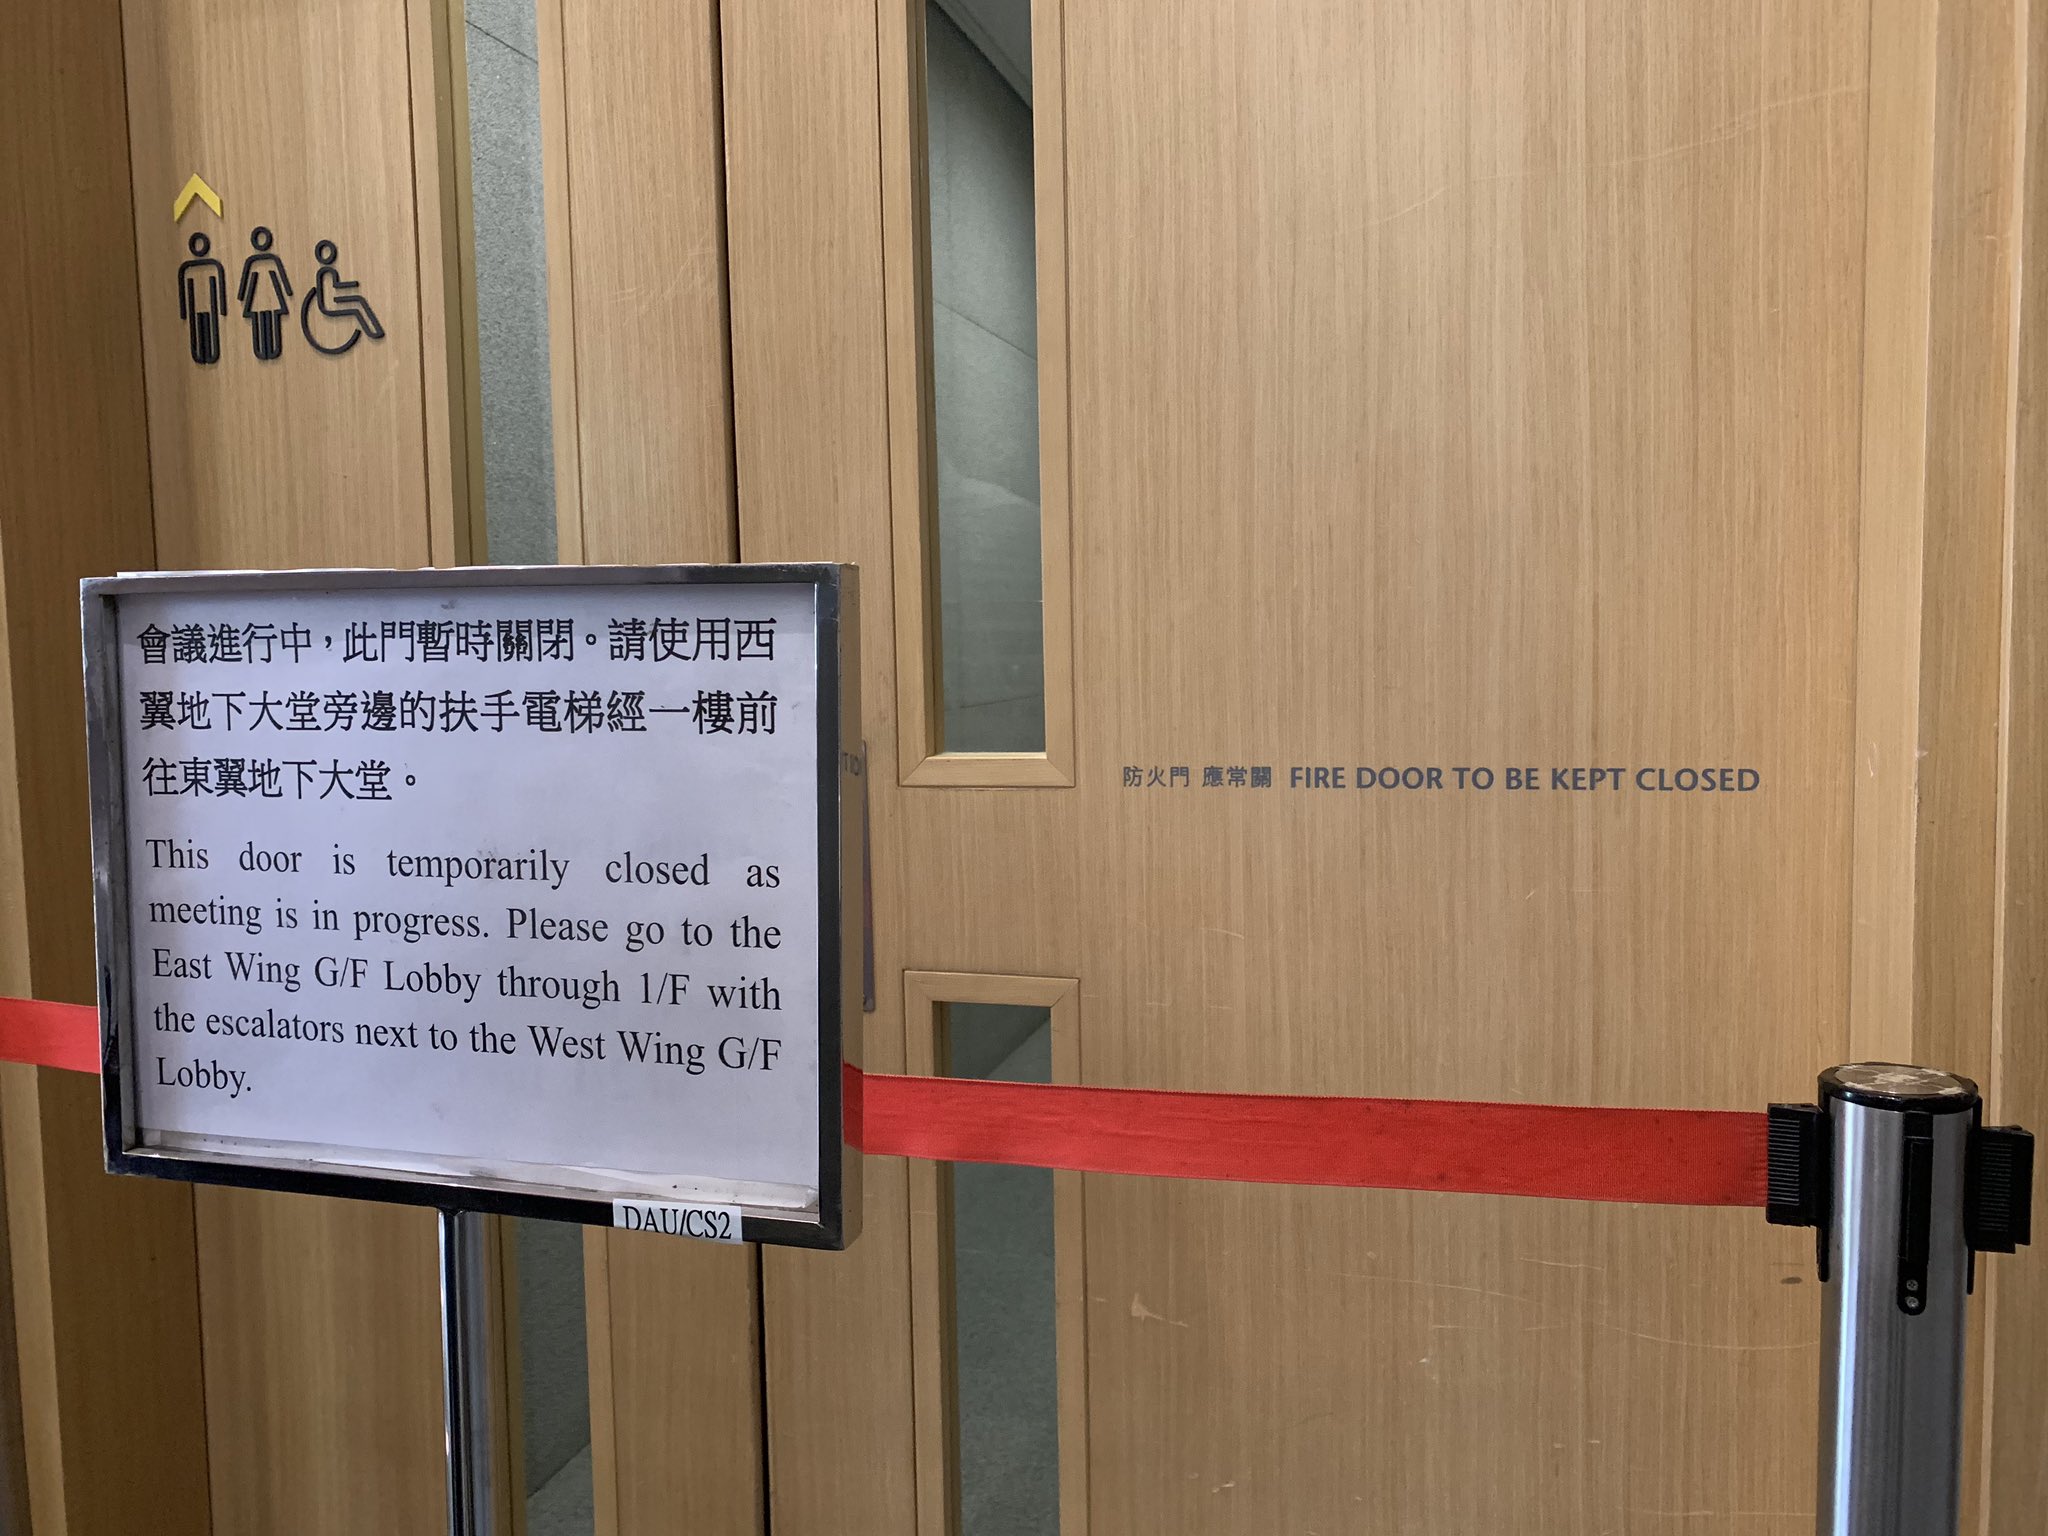 會議進行中，此門暫時關閉。請使用西
翼地下大堂旁邊的扶手電梯經一樓前
往東翼地下大堂。
This door is temporarily closed as
meeting is in progress. Please go to the
East Wing G/F Lobby through 1/F with
the escalators next to the West Wing G/F
Lobby.
DAU/CS2
防火門 應常關 FIRE DOOR TO BE KEPT CLOSED